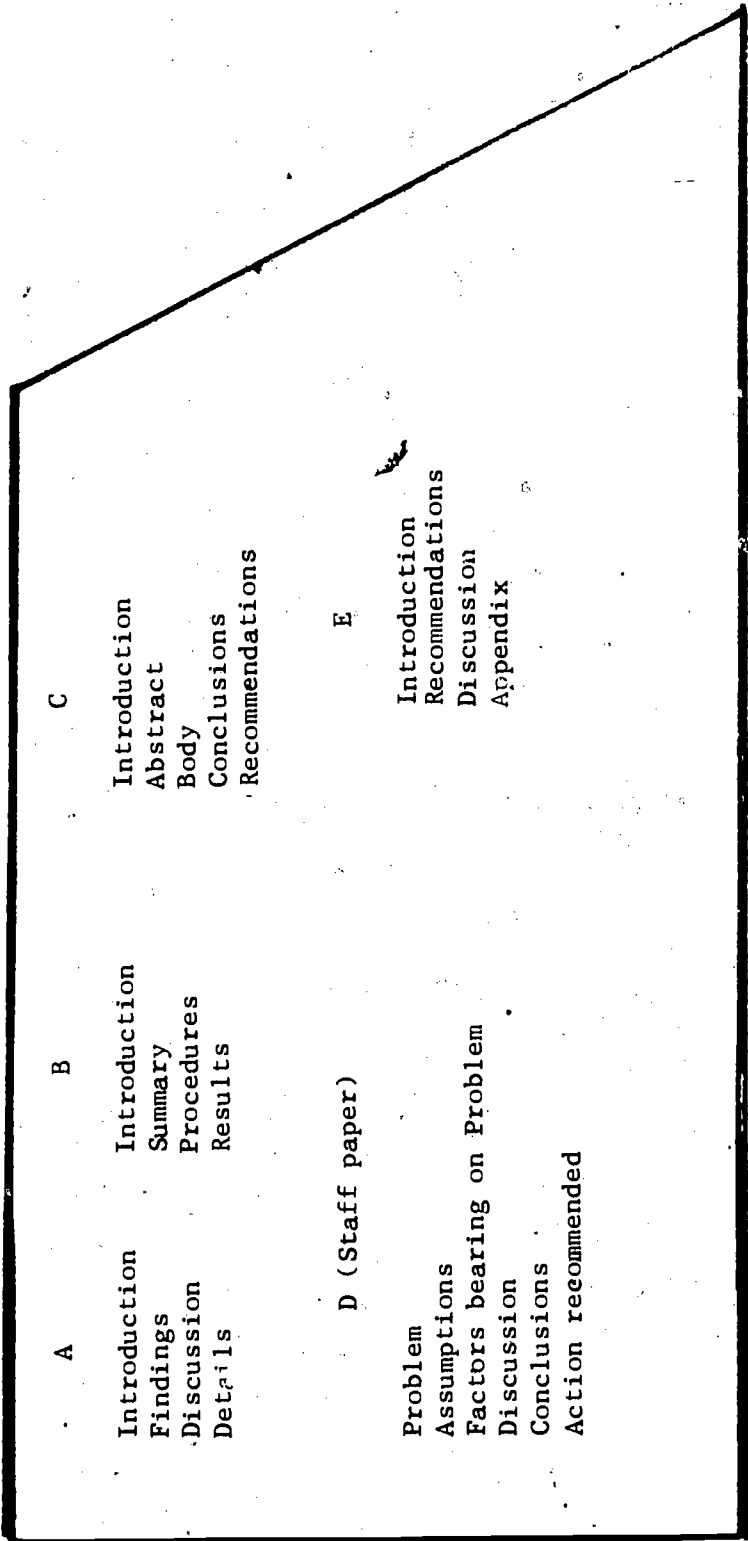 A
Introduction
Findings
Discussion
Details
B
Introduction
Summary
Procedures
Results
C
Introduction
Abstract
Body
Conclusions
Recommendations
D (Staff paper)
Problem
Assumptions
Factors bearing on Problem
Discussion
Conclusions
Action recommended
E
Introduction
Recommendations
Discussion
Appendix